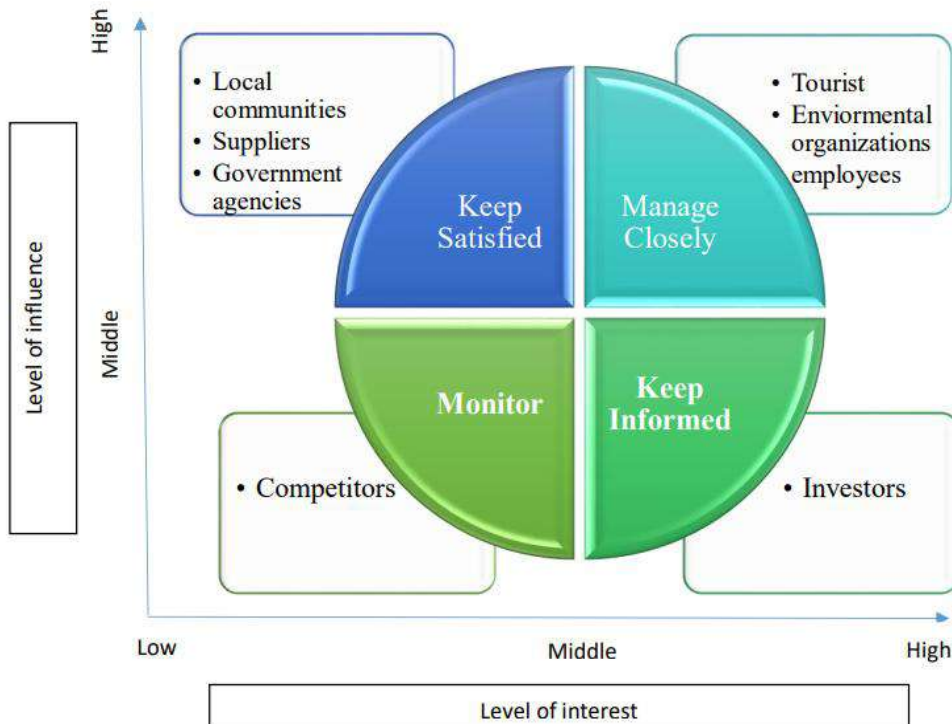 High
• Local
communities
• Suppliers
• Government
agencies
• Tourist
• Enviormental
organizations
employees
Keep
Satisfied
Manage
Closely
Level of influence
Middle
Monitor
Keep
Informed
• Competitors
• Investors
Low
Middle
High
Level of interest